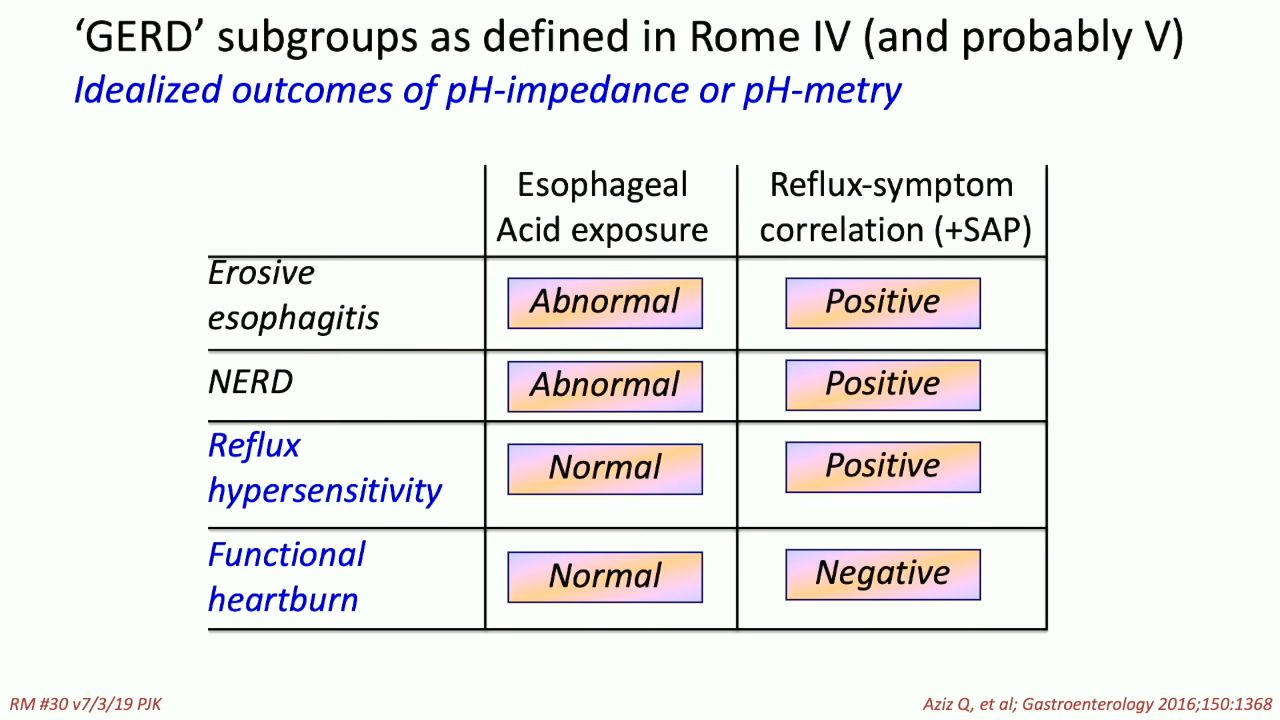 ‘GERD’ subgroups as defined in Rome IV (and probably V)
Idealized outcomes of pH-impedance or pH-metry
Esophageal
Acid exposure
Reflux-symptom
correlation (+SAP)
Erosive
esophagitis
Abnormal
Positive
NERD
Abnormal
Positive
Reflux
hypersensitivity
Normal
Positive
Functional
heartburn
Normal
Negative
RM #30 v7/3/19 PJK
Aziz Q, et al; Gastroenterology 2016;150:1368